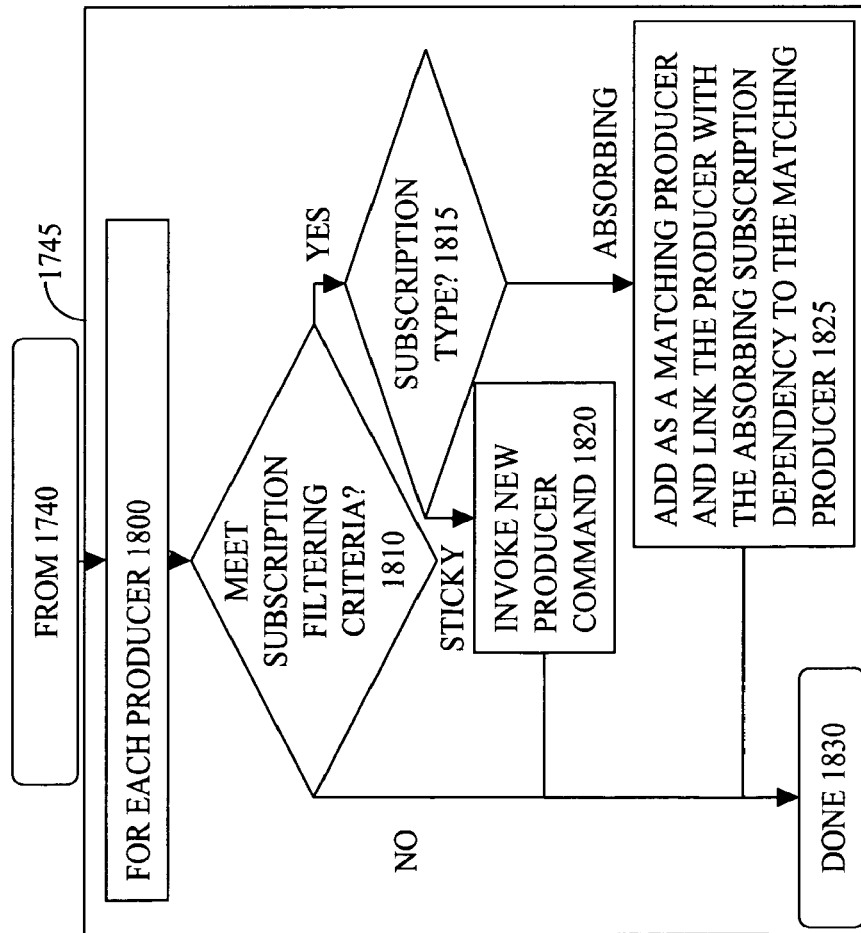 FROM 1740
1745
FOR EACH PRODUCER 1800
MEET
SUBSCRIPTION
FILTERING
CRITERIA?
1810
YES
SUBSCRIPTION
TYPE? 1815
STICKY
INVOKE NEW
PRODUCER
COMMAND 1820
ABSORBING
ADD AS A MATCHING PRODUCER
AND LINK THE PRODUCER WITH
THE ABSORBING SUBSCRIPTION
DEPENDENCY TO THE MATCHING
PRODUCER 1825
NO
DONE 1830